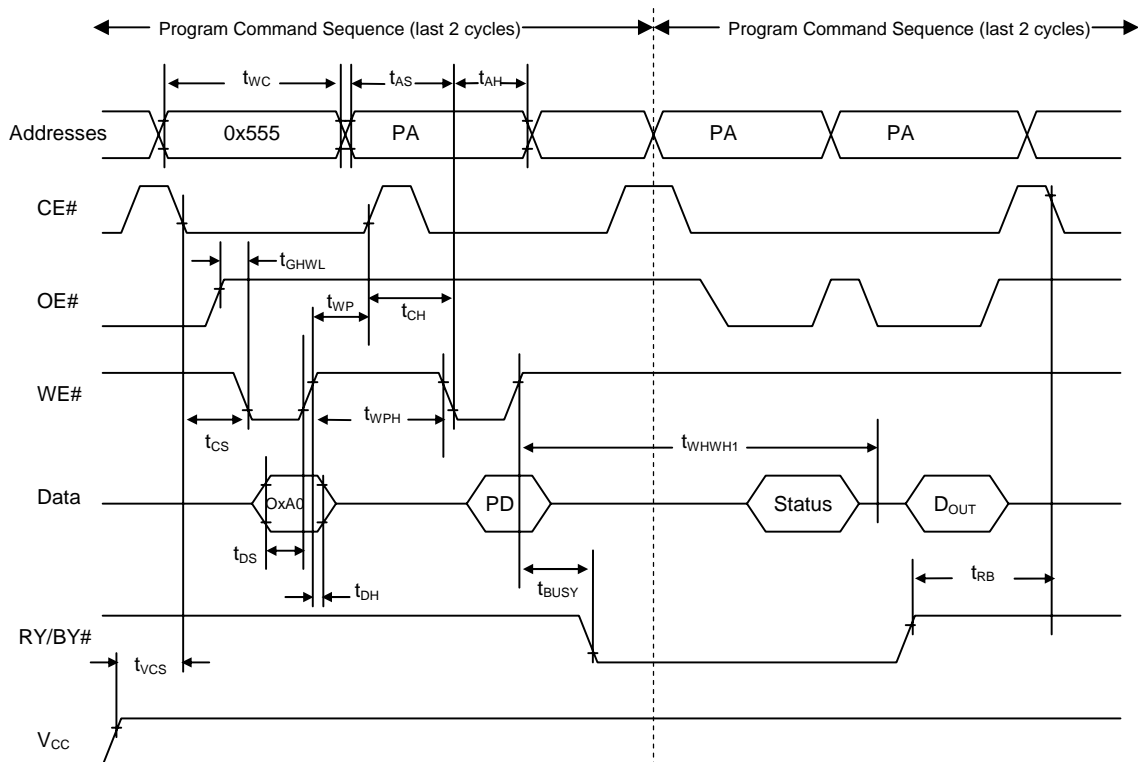 Program Command Sequence (last 2 cycles) Program Command Sequence (last 2 cycles)
tWC tAS tAH
Addresses 0x555 PA PA PA
CE#
tGHWL
OE# tWP tCH
WE#
tCS tWPH tWHWH1
Data OxA0 PD Status DOUT
tDS tDH tBUSY tRB
RY/BY#
tVCS
VCC